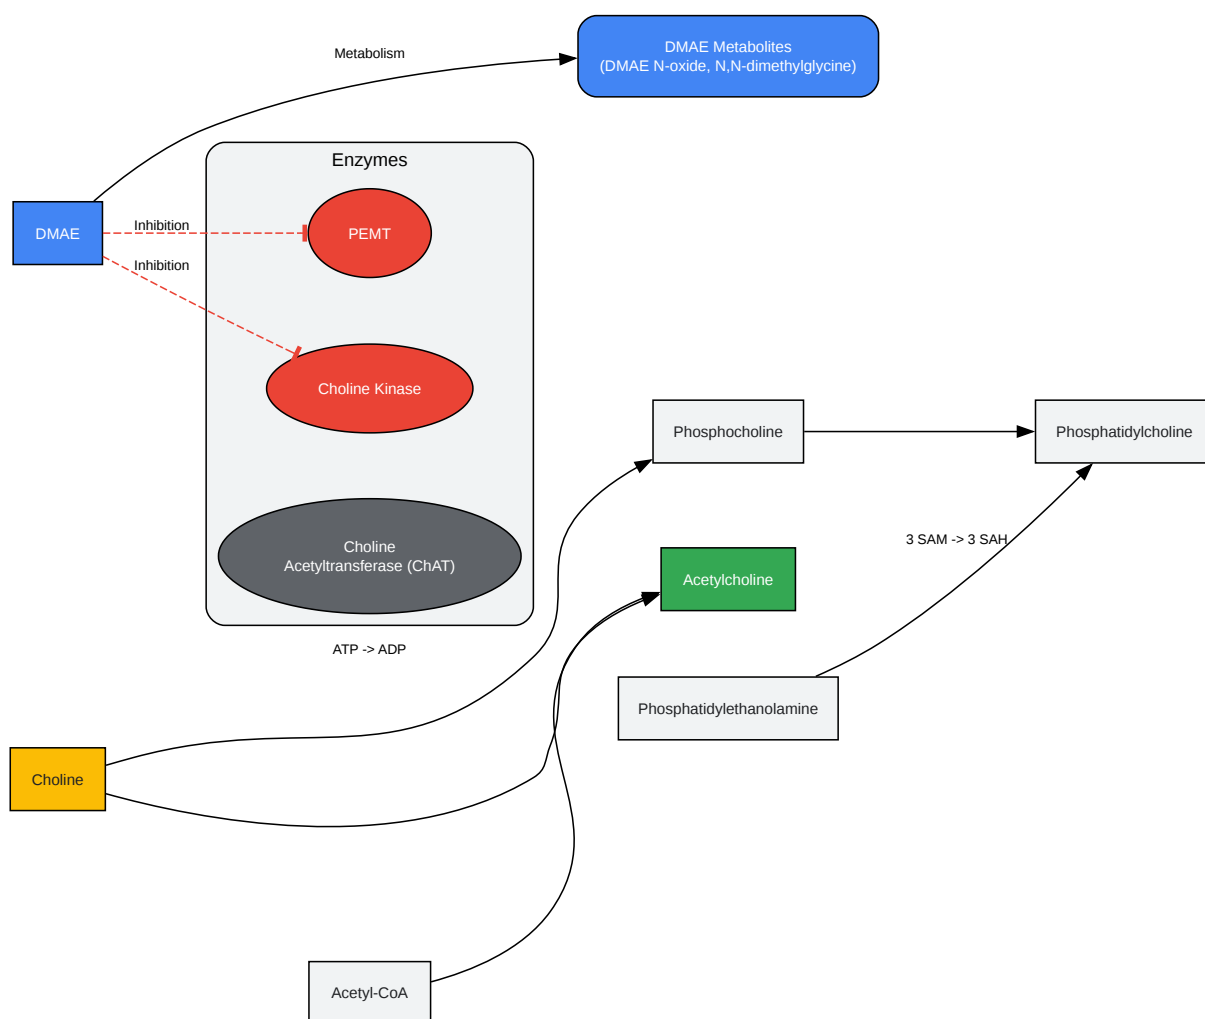 DMAE Metabolites
(DMAE N-oxide, N,N-dimethylglycine)
Metabolism
Enzymes
DMAE
Inhibition
PEMT
Inhibition
Choline Kinase
Phosphocholine
Phosphatidylcholine
3 SAM -> 3 SAH
Choline
Acetyltransferase (ChAT)
Acetylcholine
ATP -> ADP
Phosphatidylethanolamine
Choline
Acetyl-CoA